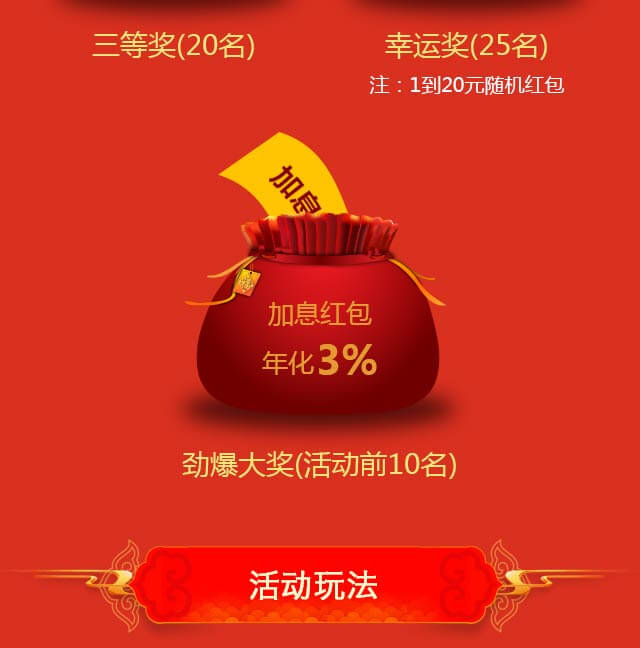 三等奖(20名)
幸运奖(25名)
注：1到20元随机红包
加息
加息红包
年化3%
劲爆大奖(活动前10名)
活动玩法